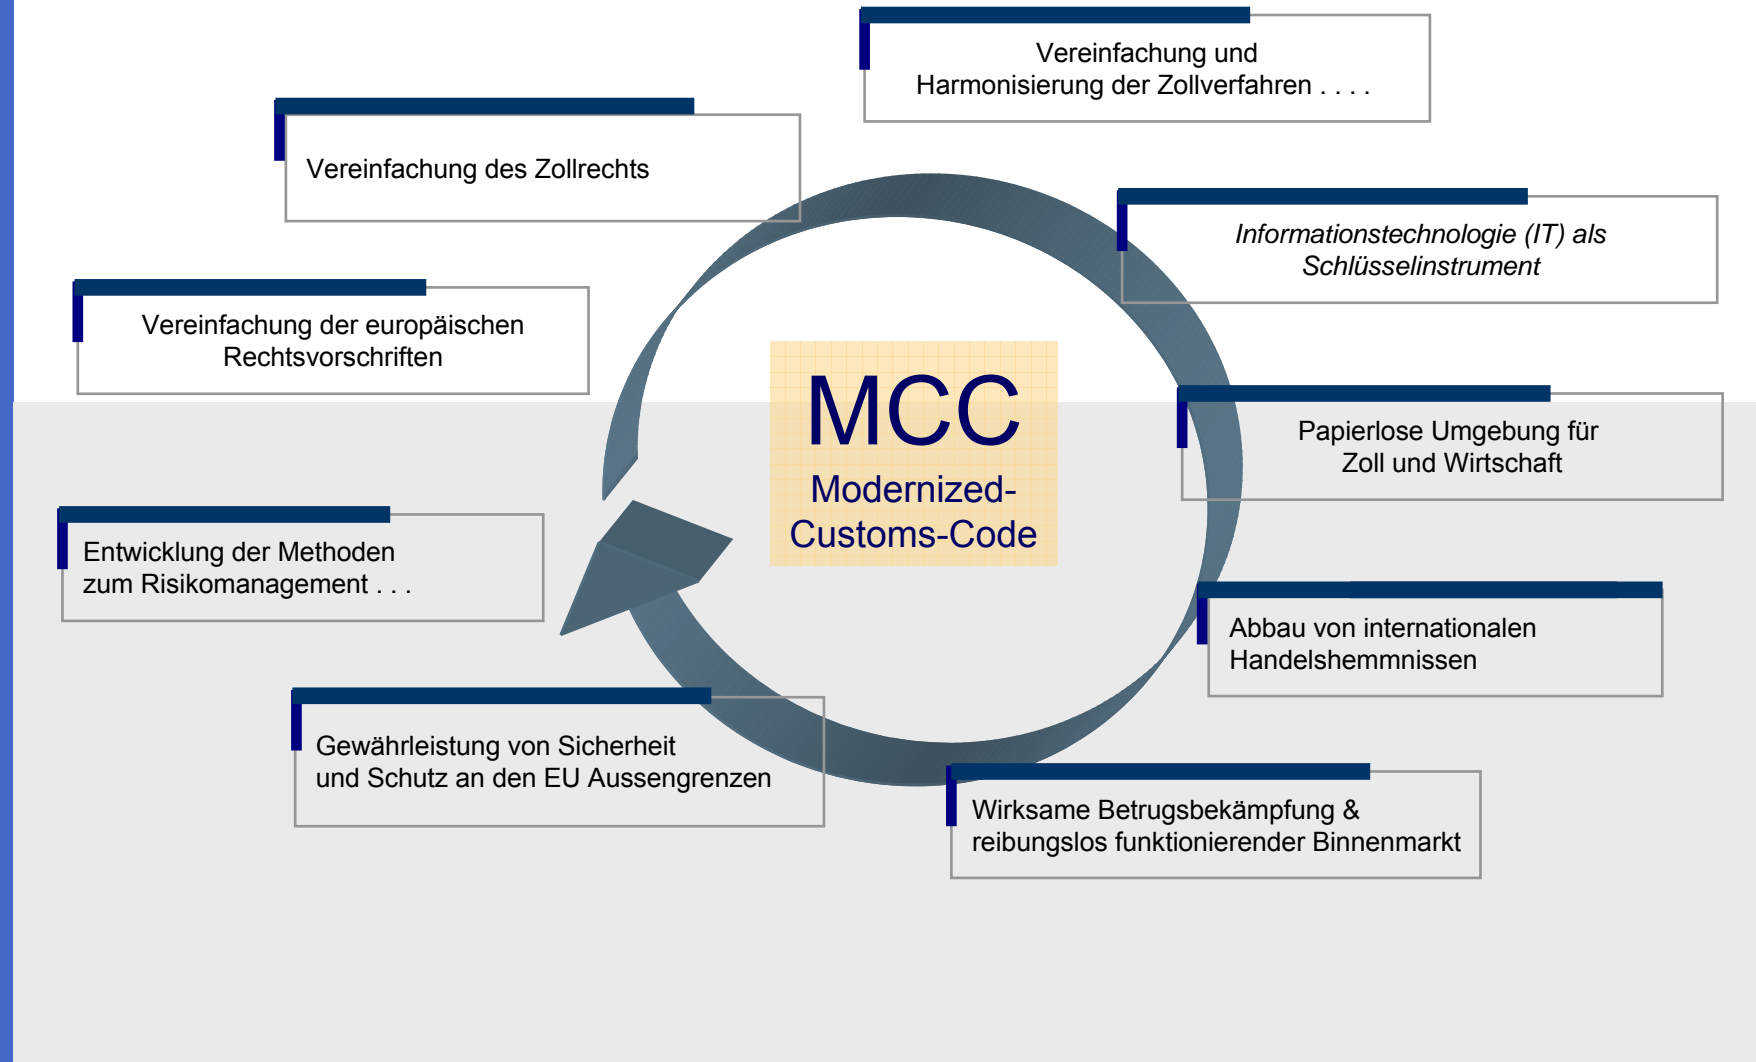 Vereinfachung und
Harmonisierung der Zollverfahren . . . .
Vereinfachung des Zollrechts
Informationstechnologie (IT) als
Schlüsselinstrument
Vereinfachung der europäischen
Rechtsvorschriften
MCC
Modernized-
Customs-Code
Papierlose Umgebung für
Zoll und Wirtschaft
Entwicklung der Methoden
zum Risikomanagement . . .
Abbau von internationalen
Handelshemmnissen
Gewährleistung von Sicherheit
und Schutz an den EU Aussengrenzen
Wirksame Betrugsbekämpfung &
reibungslos funktionierender Binnenmarkt